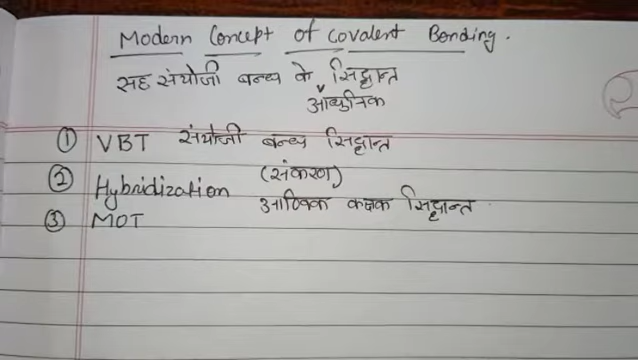 Modern Concept of Covalent Bonding.
सह संयोजी बन्ध के सिद्धान्त
आधुनिक
① VBT संयोजी बन्ध सिद्धान्त
② Hybridization (संकरण)
③ MOT आण्विक कक्षक सिद्धान्त